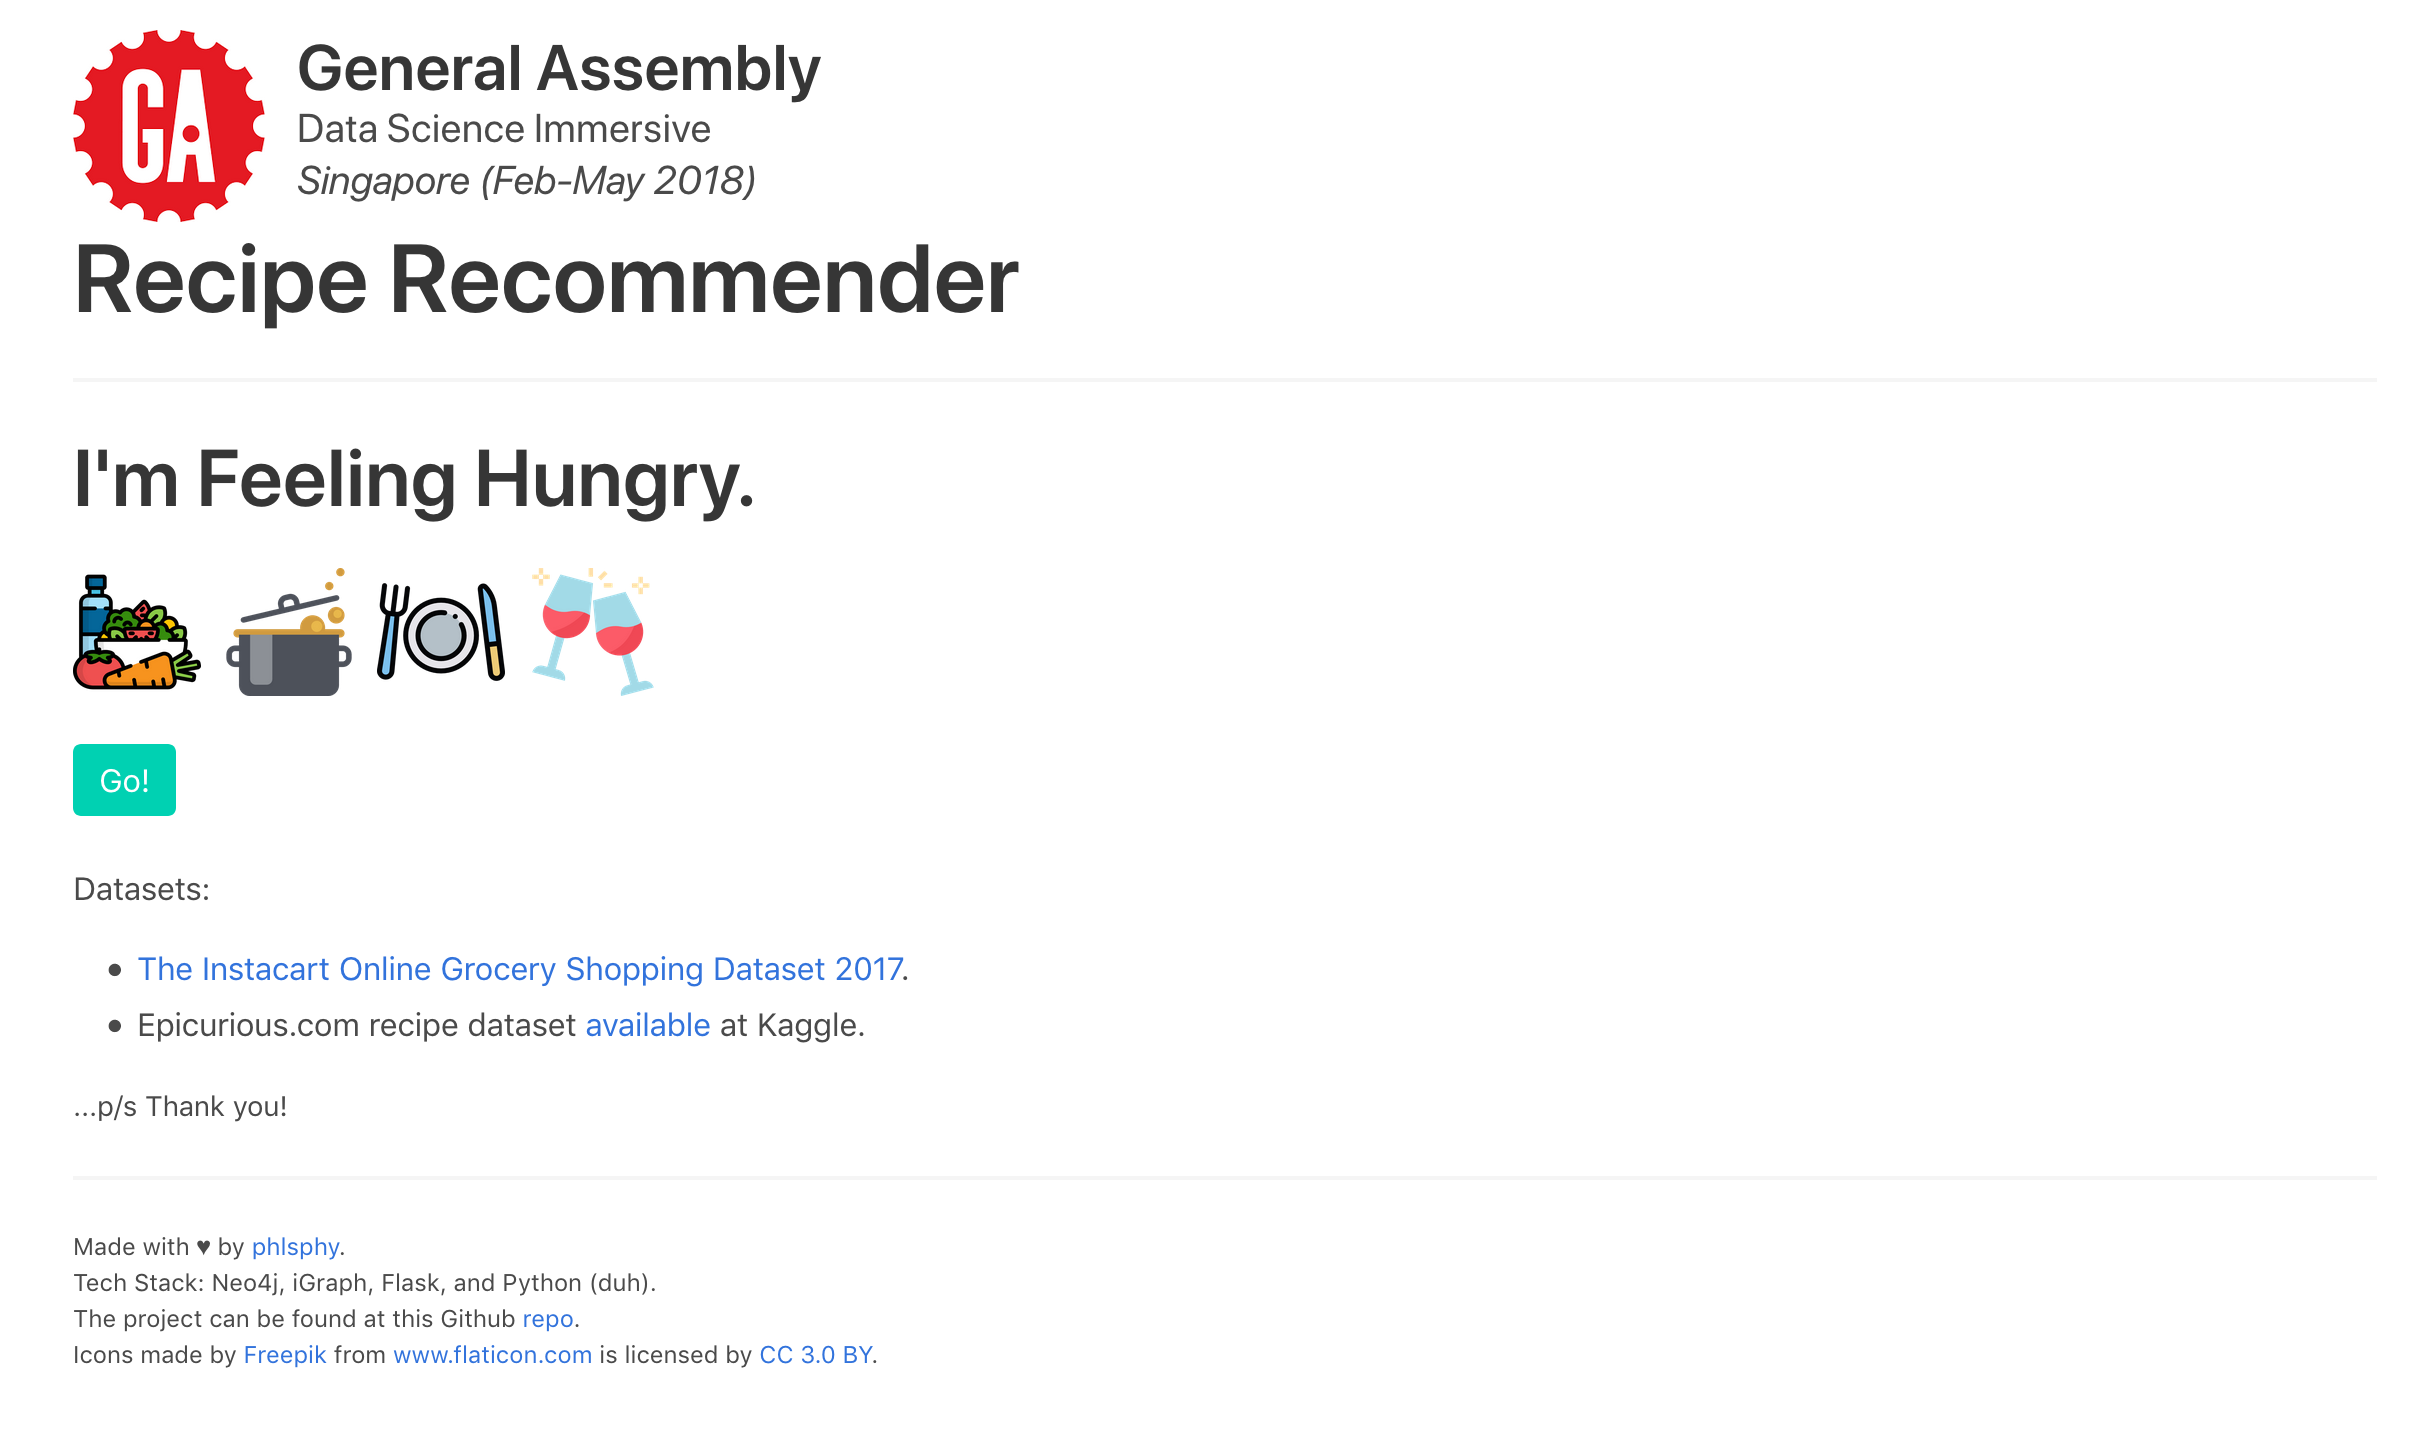 GA
General Assembly
Data Science Immersive
Singapore (Feb-May 2018)
Recipe Recommender
I'm Feeling Hungry.
Go!
Datasets:
• The Instacart Online Grocery Shopping Dataset 2017.
• Epicurious.com recipe dataset available at Kaggle.
...p/s Thank you!
Made with ♥ by phlsphy.
Tech Stack: Neo4j, iGraph, Flask, and Python (duh).
The project can be found at this Github repo.
Icons made by Freepik from www.flaticon.com is licensed by CC 3.0 BY.